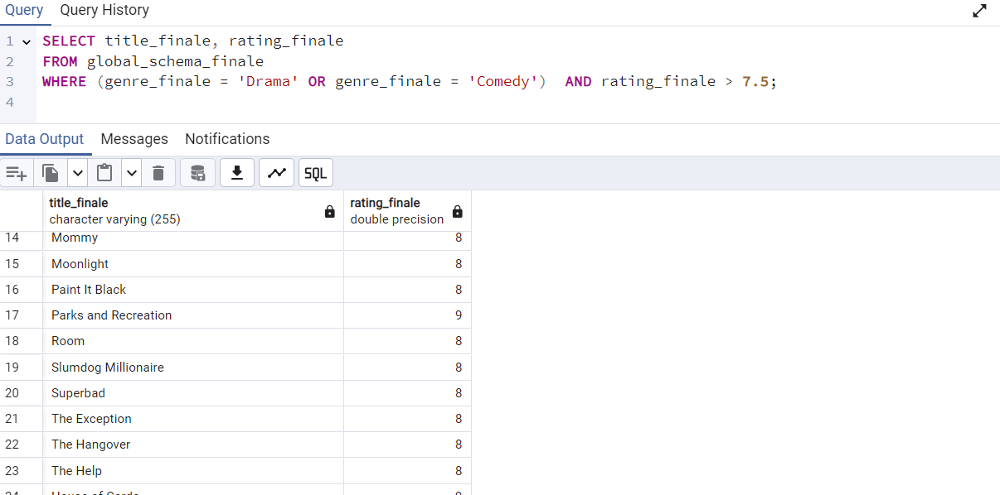 Query Query History
1 SELECT title_finale, rating_finale
2 FROM global_schema_finale
3 WHERE (genre_finale = 'Drama' OR genre_finale = 'Comedy')  AND rating_finale > 7.5;
4
Data Output Messages Notifications
SQL
title_finale rating_finale
character varying (255) double precision
14 Mommy 8
15 Moonlight 8
16 Paint It Black 8
17 Parks and Recreation 9
18 Room 8
19 Slumdog Millionaire 8
20 Superbad 8
21 The Exception 8
22 The Hangover 8
23 The Help 8